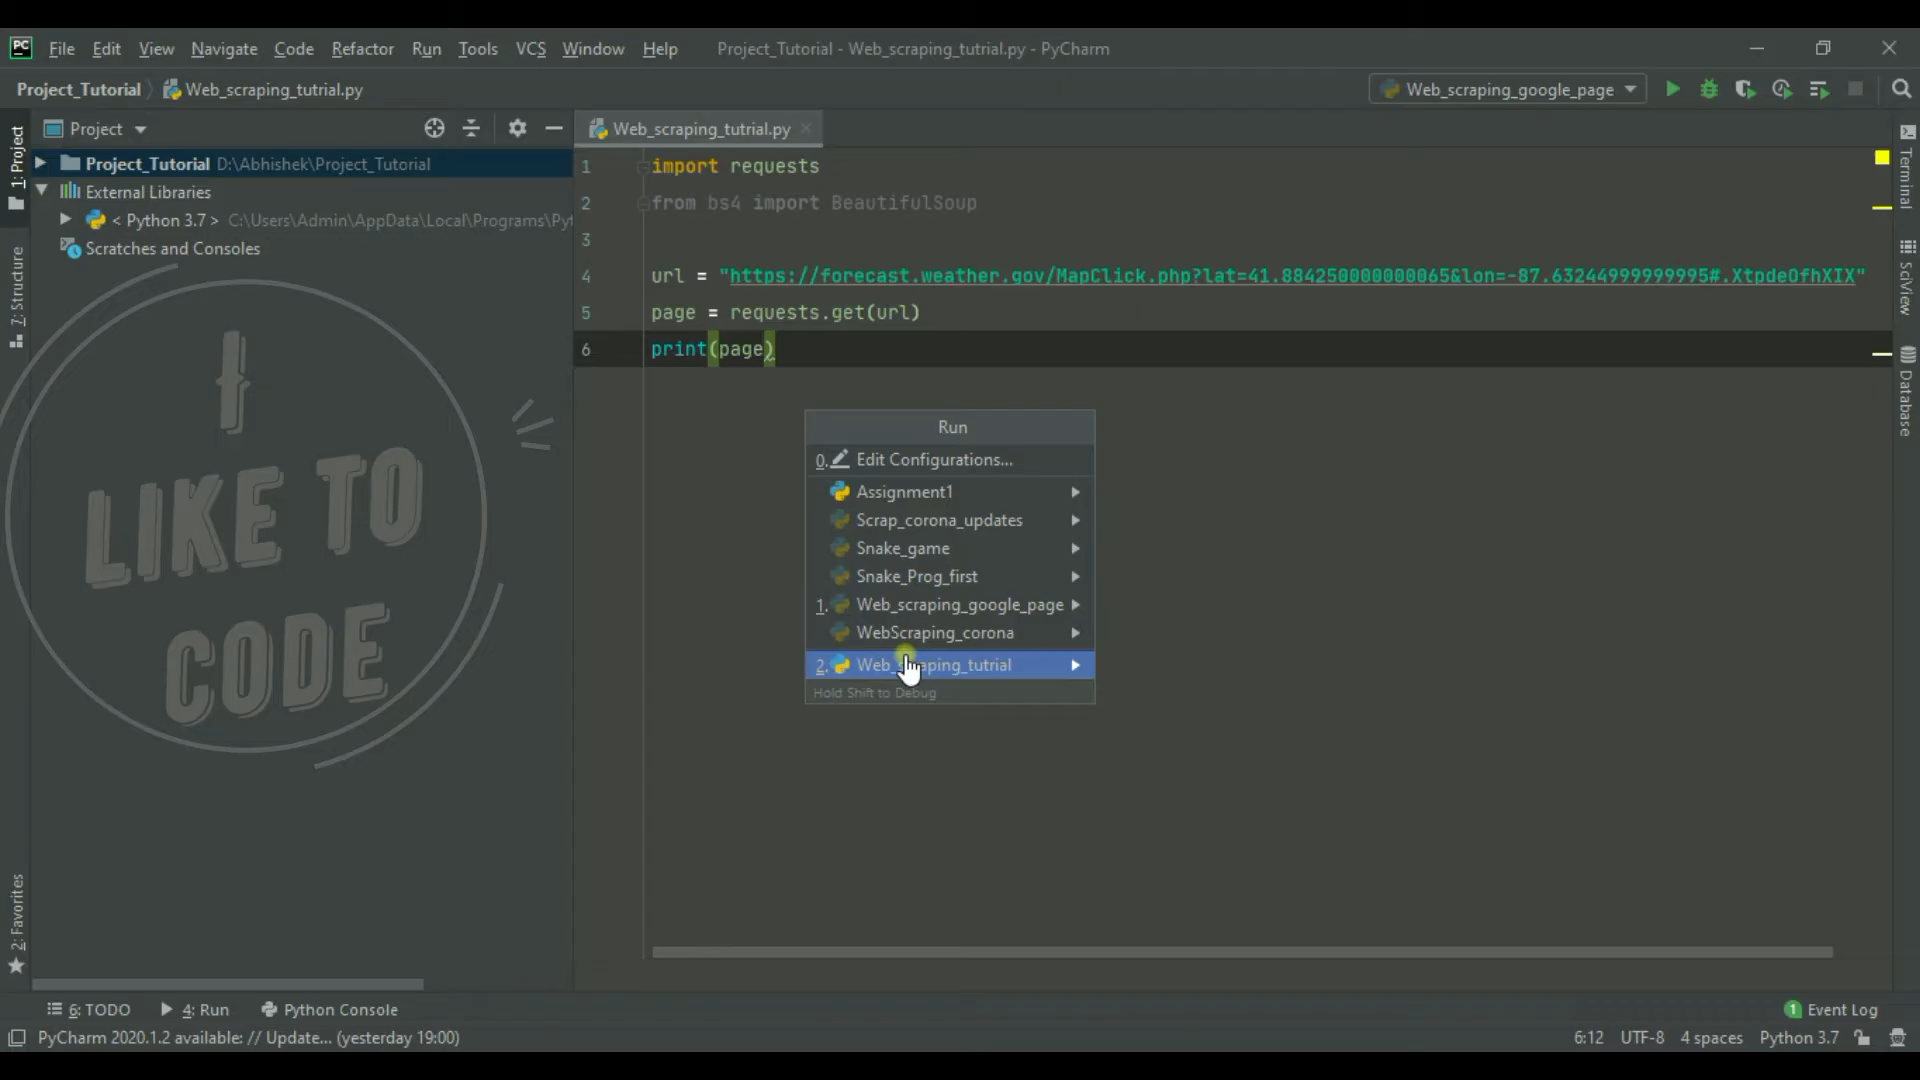 PC File Edit View Navigate Code Refactor Run Tools VCS Window Help Project_Tutorial - Web_scraping_tutrial.py - PyCharm
Project_Tutorial Web_scraping_tutrial.py Web_scraping_google_page
1: Project
Project
Web_scraping_tutrial.py
Project_Tutorial D:\Abhishek\Project_Tutorial
External Libraries
< Python 3.7 > C:\Users\Admin\AppData\Local\Programs\Pyt
Scratches and Consoles
7: Structure
2: Favorites
I
LIKE TO
CODE
1 import requests
2 from bs4 import BeautifulSoup
3
4 url = "https://forecast.weather.gov/MapClick.php?lat=41.884250000000065&lon=-87.63244999999995#.XtpdeOfhXIX"
5 page = requests.get(url)
6 print(page)
Run
0. Edit Configurations...
Assignment1
Scrap_corona_updates
Snake_game
Snake_Prog_first
1. Web_scraping_google_page
WebScraping_corona
2. Web_scraping_tutrial
Hold Shift to Debug
Terminal
SciView
Database
6: TODO 4: Run Python Console 1 Event Log
PyCharm 2020.1.2 available: // Update... (yesterday 19:00) 6:12 UTF-8 4 spaces Python 3.7